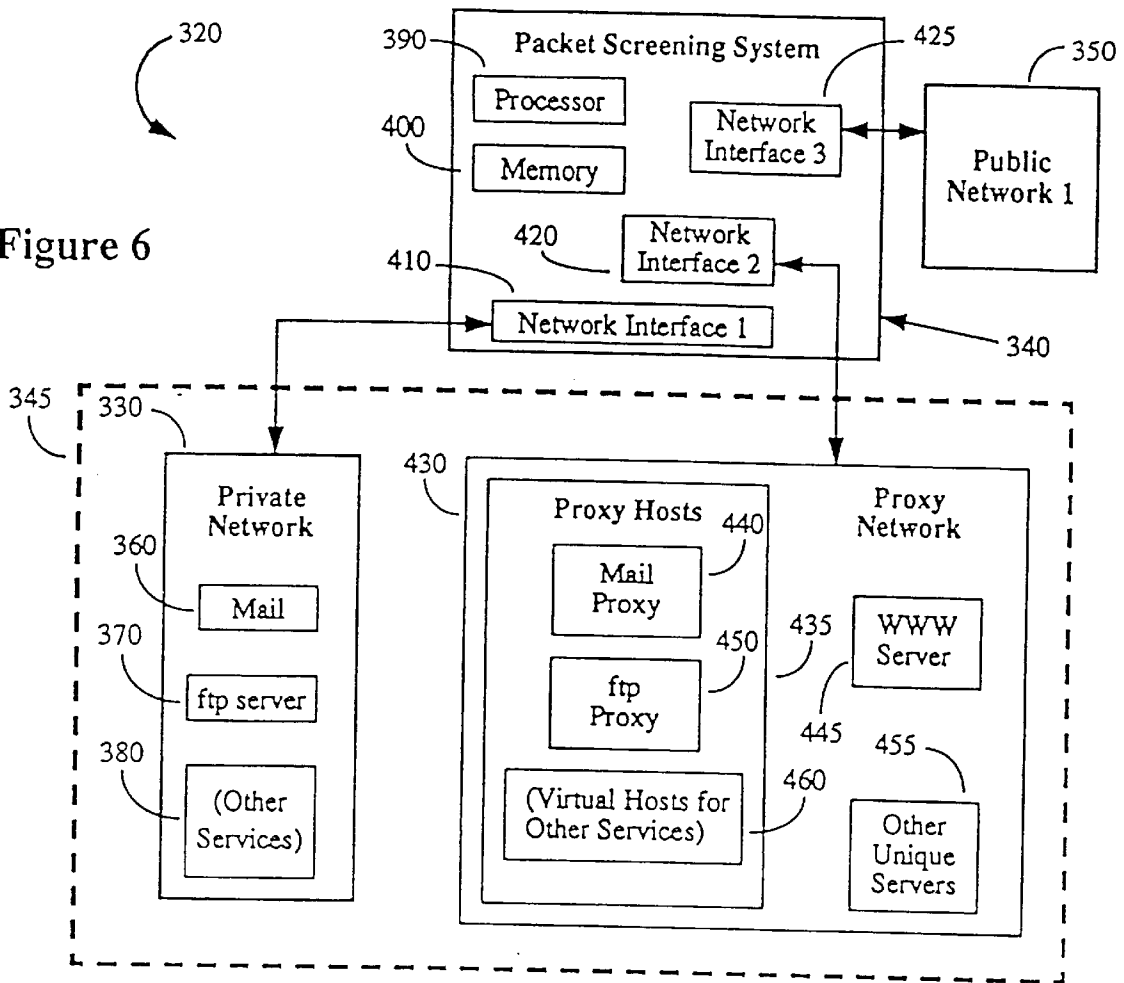 320
390
Packet Screening System
425
350
Processor
Network
Interface 3
400
Memory
Public
Network 1
Figure 6
420
Network
Interface 2
410
Network Interface 1
340
345
330
Private
Network
430
Proxy Hosts
440
Proxy
Network
360
Mail
Mail
Proxy
370
ftp server
450
435
ftp
Proxy
WWW
Server
445
455
380
(Other
Services)
460
(Virtual Hosts for
Other Services)
Other
Unique
Servers